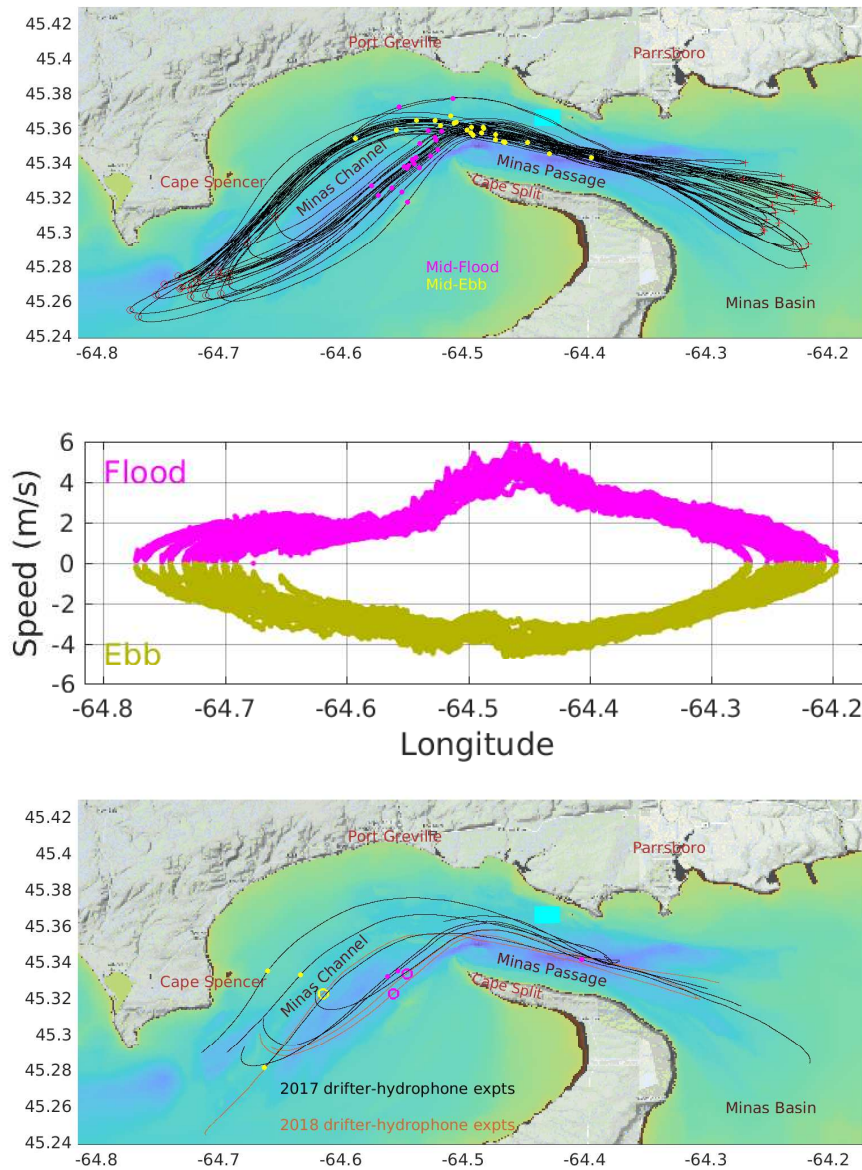 45.42
45.4
45.38
45.36
45.34
45.32
45.3
45.28
45.26
45.24
Port Greville
Parrsboro
Cape Spencer
Minas Channel
Minas Passage
Cape Split
Mid-Flood
Mid-Ebb
Minas Basin
-64.8 -64.7 -64.6 -64.5 -64.4 -64.3 -64.2
Speed (m/s)
6
4
2
0
-2
-4
-6
Flood
Ebb
-64.8 -64.7 -64.6 -64.5 -64.4 -64.3 -64.2
Longitude
45.42
45.4
45.38
45.36
45.34
45.32
45.3
45.28
45.26
45.24
Port Greville
Parrsboro
Cape Spencer
Minas Channel
Minas Passage
Cape Split
2017 drifter-hydrophone expts
2018 drifter-hydrophone expts
Minas Basin
-64.8 -64.7 -64.6 -64.5 -64.4 -64.3 -64.2